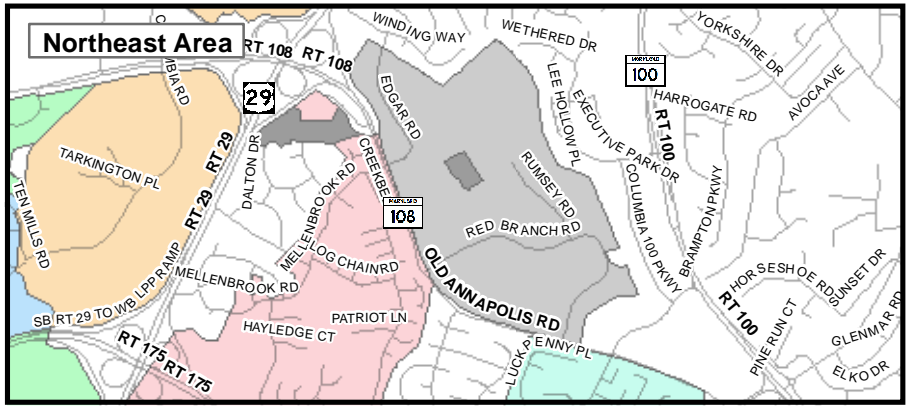 Northeast Area
RT 108
RT 108
WINDING WAY
WETHERED DR
YORKSHIRE DR
MARYLAND
100
29
EDGAR RD
LEE HOLLOW PL
EXECUTIVE PARK DR
HARROGATE RD
AVOCA AVE
RT 100
RT 29
RT 29
TARKINGTON PL
TEN MILLS RD
DALTON DR
MELLENBROOK RD
MARYLAND
108
RUMSEY RD
RED BRANCH RD
COLUMBIA 100 PKWY
BRAMPTON PKWY
LOG CHAIN RD
MELLENBROOK RD
OLD ANNAPOLIS RD
HORSESHOE RD
SUNSET DR
SB RT 29 TO WB LPP RAMP
HAYLEDGE CT
PATRIOT LN
RT 100
PINE RUN CT
GLENMAR RD
ELKO DR
RT 175
RT 175
LUCK
PENNY PL